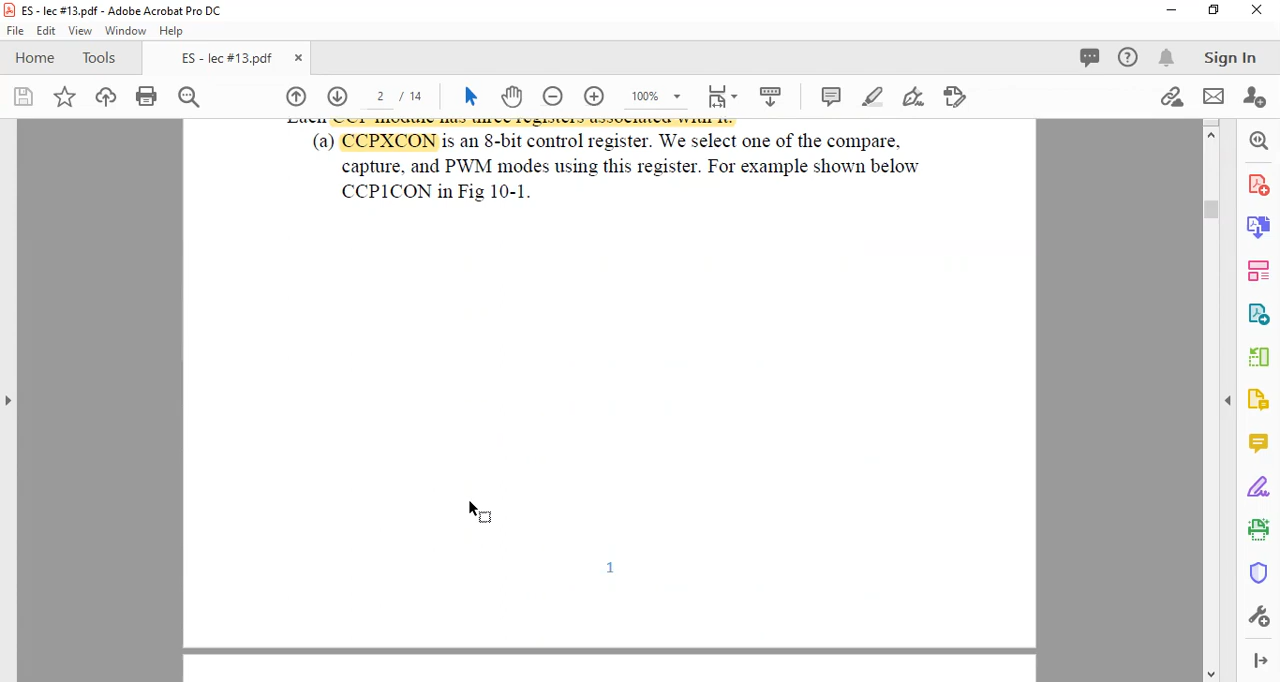 ES - lec #13.pdf - Adobe Acrobat Pro DC
File Edit View Window Help
Home Tools ES - lec #13.pdf × Sign In
2 / 14 100%
Each CCP module has three registers associated with it.
(a) CCPXCON is an 8-bit control register. We select one of the compare,
capture, and PWM modes using this register. For example shown below
CCP1CON in Fig 10-1.
1